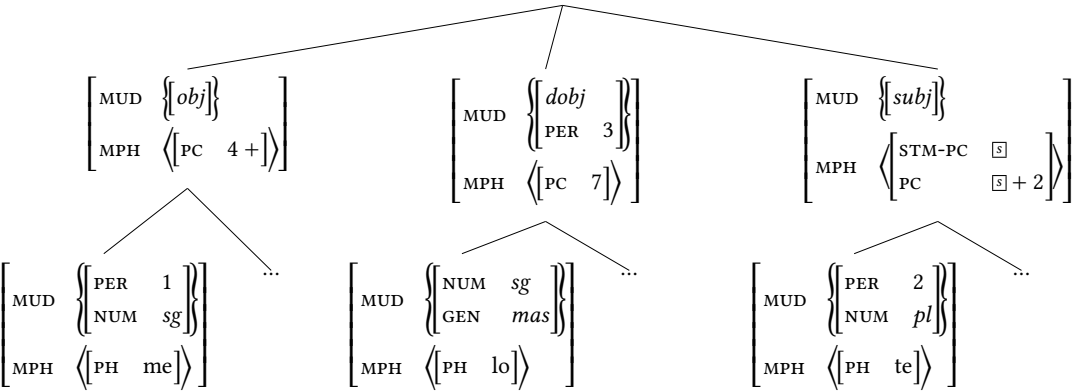 MUD {[obj]}
MPH ⟨[PC 4 +]⟩
MUD {[dobj
PER 3]}
MPH ⟨[PC 7]⟩
MUD {[subj]}
MPH ⟨[STM-PC s
PC s + 2]⟩
MUD {[PER 1
NUM sg]}
MPH ⟨[PH me]⟩
...
MUD {[NUM sg
GEN mas]}
MPH ⟨[PH lo]⟩
...
MUD {[PER 2
NUM pl]}
MPH ⟨[PH te]⟩
...